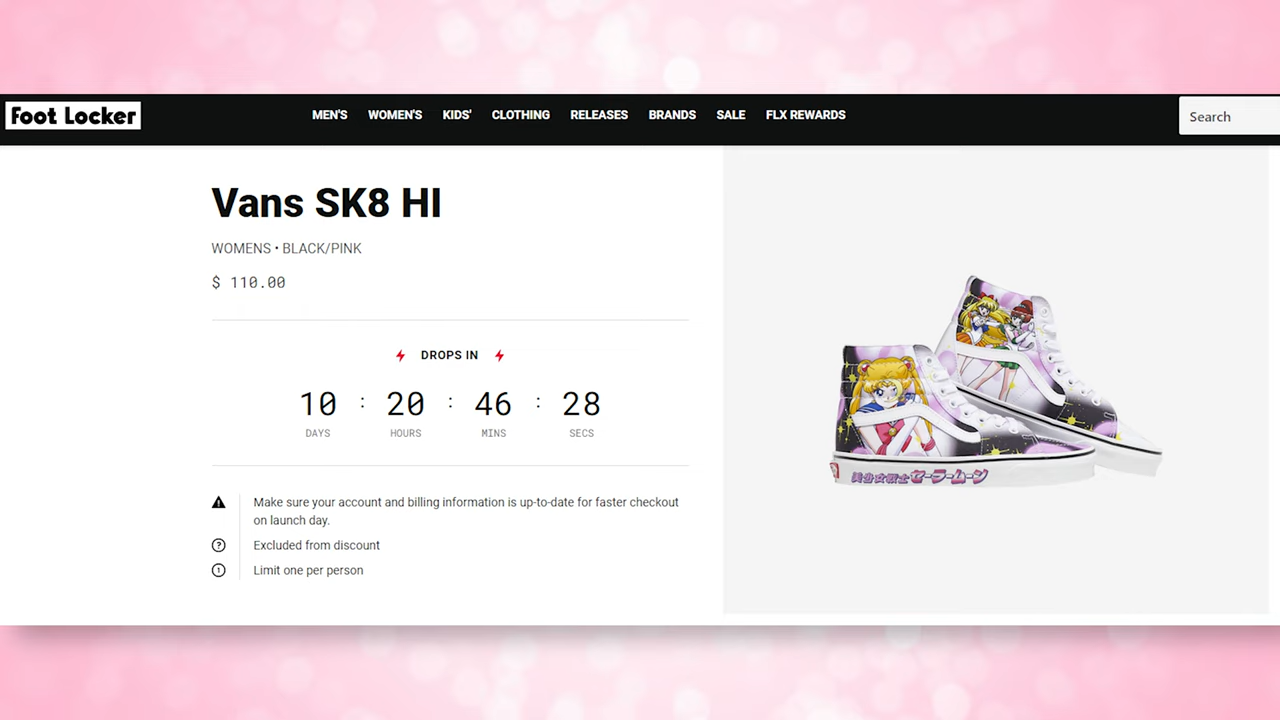 Foot Locker
MEN'S WOMEN'S KIDS' CLOTHING RELEASES BRANDS SALE FLX REWARDS
Search
Vans SK8 HI
WOMENS • BLACK/PINK
$ 110.00
DROPS IN
10 : 20 : 46 : 28
DAYS HOURS MINS SECS
Make sure your account and billing information is up-to-date for faster checkout
on launch day.
Excluded from discount
Limit one per person
美少女戦士セーラームーン